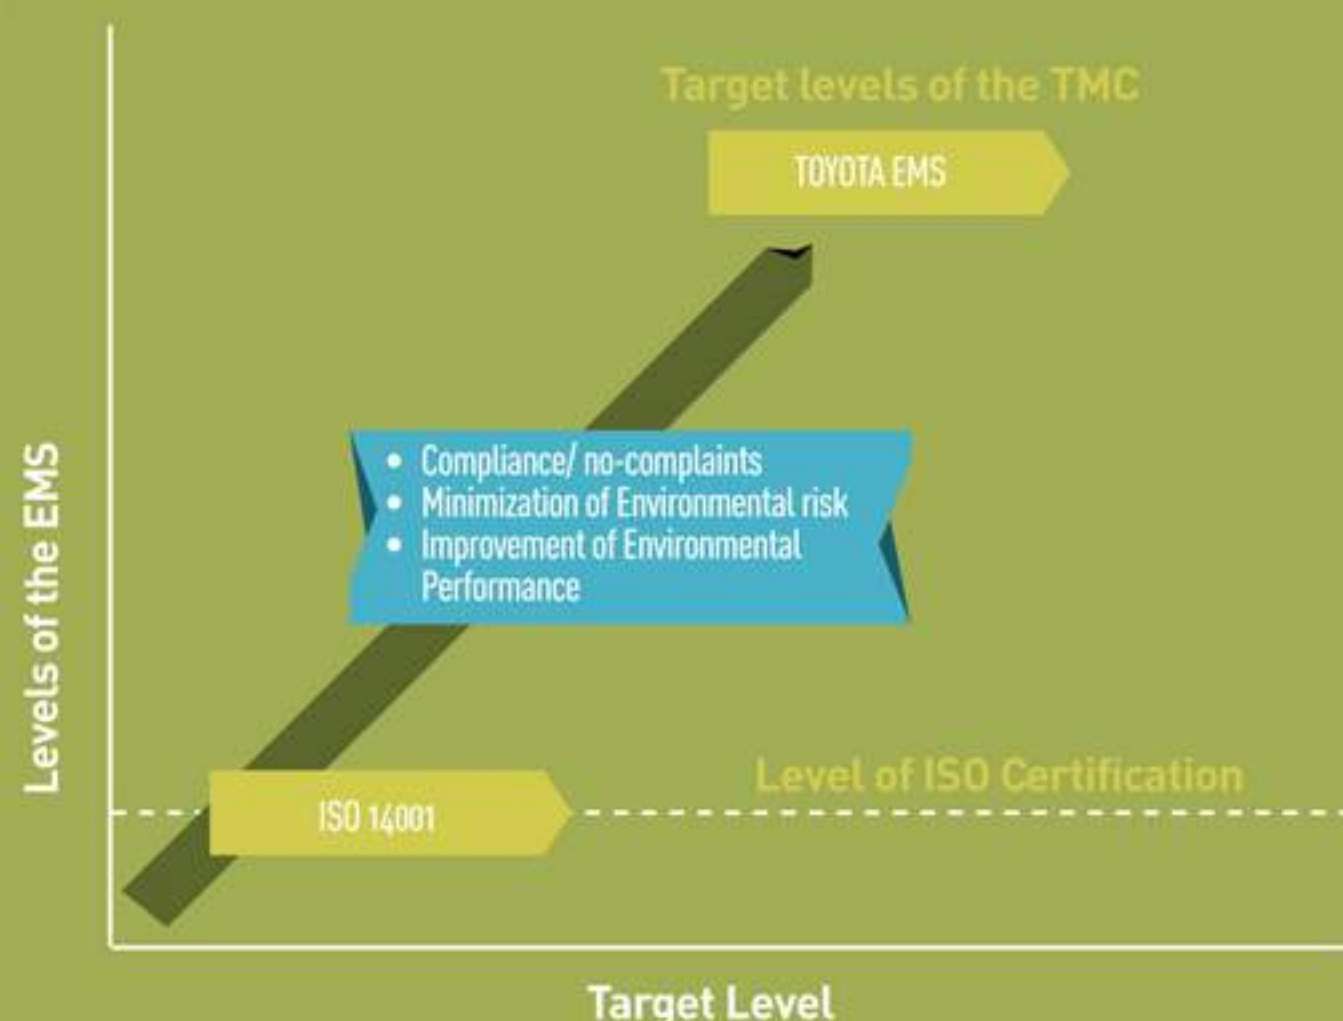 Target levels of the TMC
TOYOTA EMS
Levels of the EMS
• Compliance/ no-complaints
• Minimization of Environmental risk
• Improvement of Environmental
Performance
Level of ISO Certification
ISO 14001
Target Level